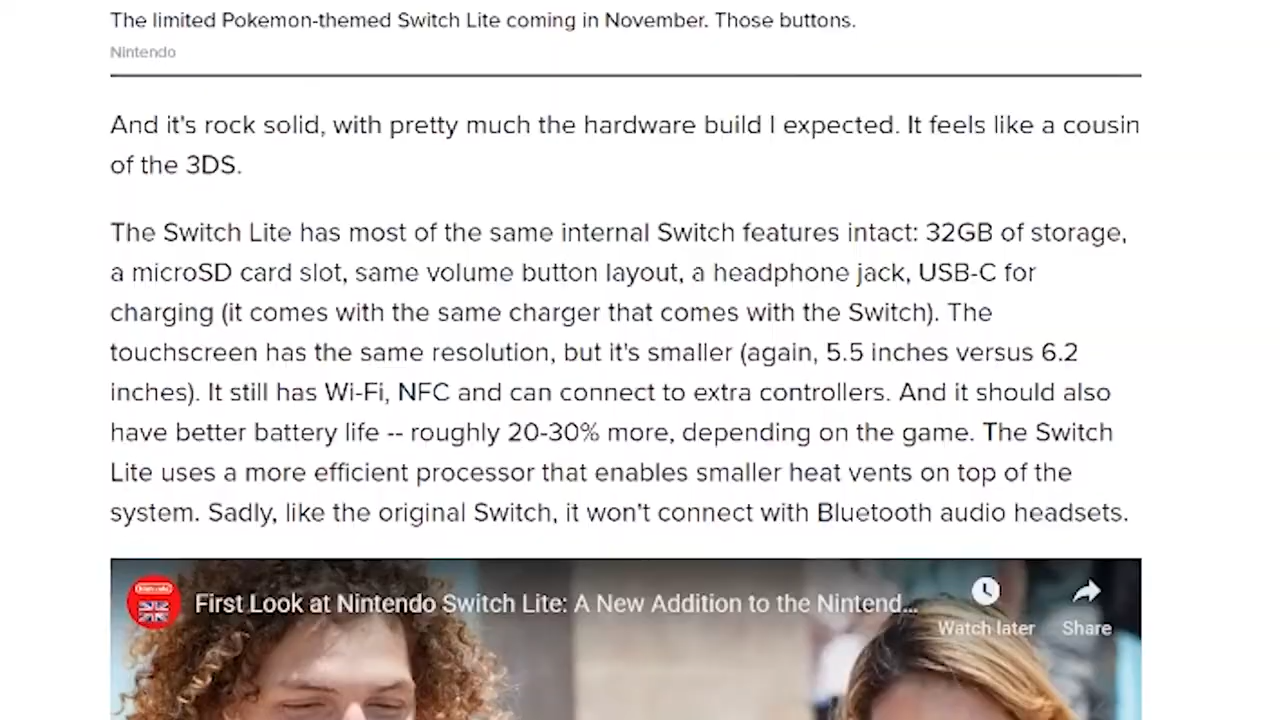 The limited Pokemon-themed Switch Lite coming in November. Those buttons.
Nintendo
And it's rock solid, with pretty much the hardware build I expected. It feels like a cousin
of the 3DS.
The Switch Lite has most of the same internal Switch features intact: 32GB of storage,
a microSD card slot, same volume button layout, a headphone jack, USB-C for
charging (it comes with the same charger that comes with the Switch). The
touchscreen has the same resolution, but it's smaller (again, 5.5 inches versus 6.2
inches). It still has Wi-Fi, NFC and can connect to extra controllers. And it should also
have better battery life -- roughly 20-30% more, depending on the game. The Switch
Lite uses a more efficient processor that enables smaller heat vents on top of the
system. Sadly, like the original Switch, it won't connect with Bluetooth audio headsets.
Nintendo
First Look at Nintendo Switch Lite: A New Addition to the Nintend...
Watch later
Share